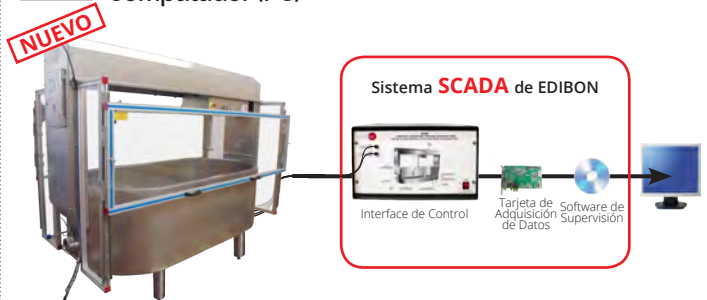 Computador (PC)
NUEVO
Sistema SCADA de EDIBON
Interface de Control
Tarjeta de
Adquisición
de Datos
Software de
Supervisión